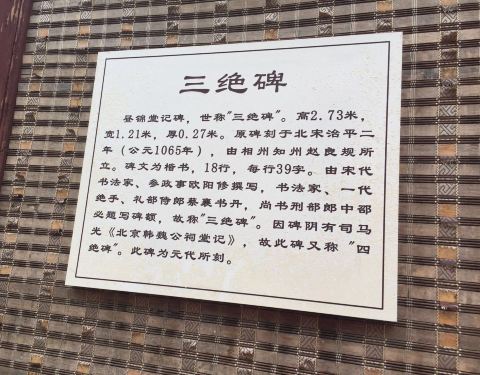 三绝碑
昼锦堂记碑，世称"三绝碑"。高2.73米，
宽1.21米，厚0.27米。原碑刻于北宋治平二
年（公元1065年），由相州知州赵良规所
立。碑文为楷书，18行，每行39字。由宋代
书法家、参政事欧阳修撰写，书法家、一代
绝手、礼部侍郎蔡襄书丹，尚书刑部郎中邵
必题写碑额，故称"三绝碑"。因碑阴有司马
光《北京韩魏公祠堂记》，故此碑又称"四
绝碑"。此碑为元代所刻。